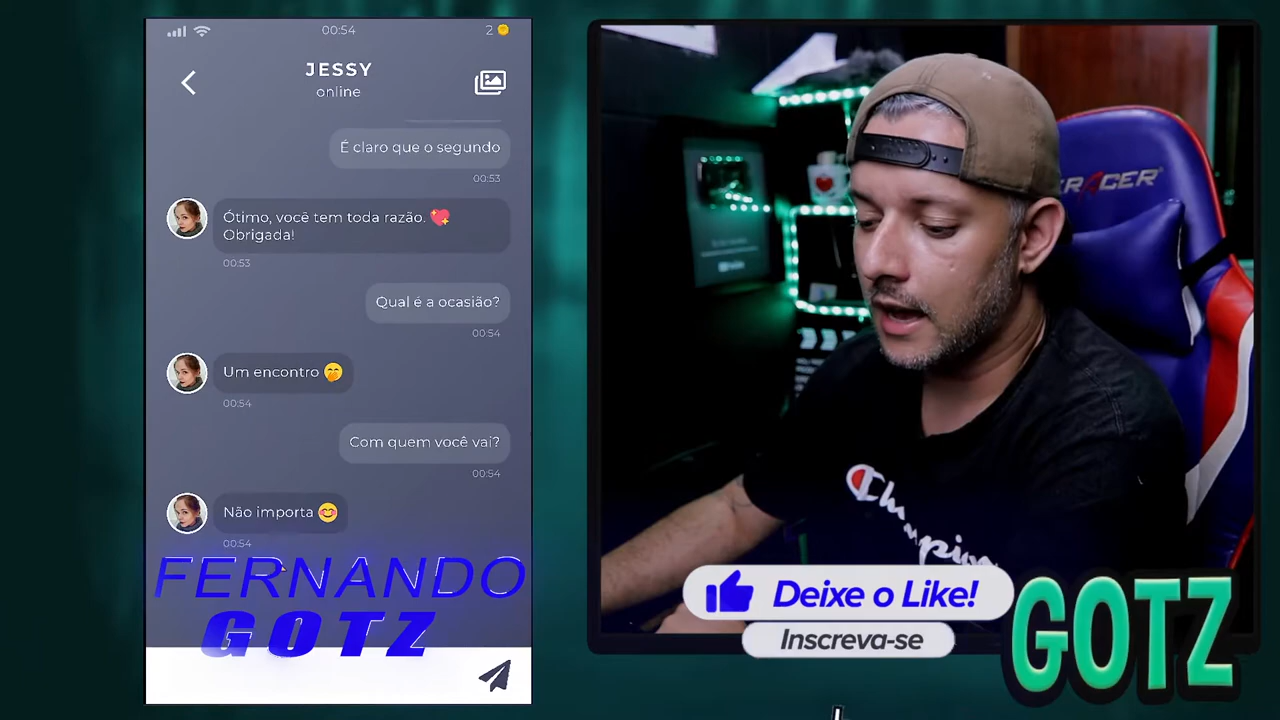 00:54
2
JESSY
online
É claro que o segundo
00:53
Ótimo, você tem toda razão. 💖
Obrigada!
00:53
Qual é a ocasião?
00:54
Um encontro 🤭
00:54
Com quem você vai?
00:54
Não importa 😊
00:54
FERNANDO
GOTZ
Champion
Deixe o Like!
Inscreva-se
GOTZ